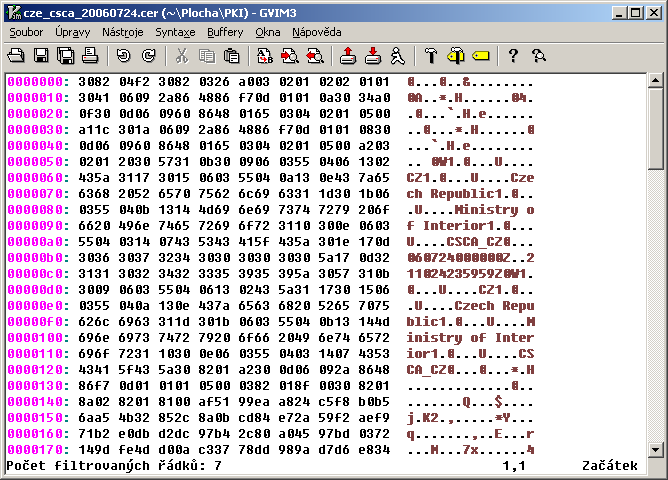 cze_csca_20060724.cer (~\Plocha\PKI) - GVIM3
Soubor Úpravy Nástroje Syntaxe Buffery Okna Nápověda
0000000: 3082 04f2 3082 0326 a003 0201 0202 0101  0...0..&........
0000010: 3041 0609 2a86 4886 f70d 0101 0a30 34a0  0A..*.H......04.
0000020: 0f30 0d06 0960 8648 0165 0304 0201 0500  .0...`.H.e......
0000030: a11c 301a 0609 2a86 4886 f70d 0101 0830  ..0...*.H......0
0000040: 0d06 0960 8648 0165 0304 0201 0500 a203  ...`.H.e........
0000050: 0201 2030 5731 0b30 0906 0355 0406 1302  .. 0W1.0...U....
0000060: 435a 3117 3015 0603 5504 0a13 0e43 7a65  CZ1.0...U....Cze
0000070: 6368 2052 6570 7562 6c69 6331 1d30 1b06  ch Republic1.0..
0000080: 0355 040b 1314 4d69 6e69 7374 7279 206f  .U....Ministry o
0000090: 6620 496e 7465 7269 6f72 3110 300e 0603  f Interior1.0...
00000a0: 5504 0314 0743 5343 415f 435a 301e 170d  U....CSCA_CZ0...
00000b0: 3036 3037 3234 3030 3030 3030 5a17 0d32  060724000000Z..2
00000c0: 3131 3032 3432 3335 3935 395a 3057 310b  11024235959Z0W1.
00000d0: 3009 0603 5504 0613 0243 5a31 1730 1506  0...U....CZ1.0..
00000e0: 0355 040a 130e 437a 6563 6820 5265 7075  .U....Czech Repu
00000f0: 626c 6963 311d 301b 0603 5504 0b13 144d  blic1.0...U....M
0000100: 696e 6973 7472 7920 6f66 2049 6e74 6572  inistry of Inter
0000110: 696f 7231 1030 0e06 0355 0403 1407 4353  ior1.0...U....CS
0000120: 4341 5f43 5a30 8201 a230 0d06 092a 8648  CA_CZ0...0...*.H
0000130: 86f7 0d01 0101 0500 0382 018f 0030 8201  .............0..
0000140: 8a02 8201 8100 af51 99ea a824 c5f8 b0b5  .......Q...$....
0000150: 6aa5 4b32 852c 8a0b cd84 e72a 59f2 aef9  j.K2.,.....*Y...
0000160: 71b2 e0db d2dc 97b4 2c80 a045 97bd 0372  q.......,..E...r
0000170: 149d fe4d d00a c337 78dd 989a d7d6 e834  ...M...7x......4
Počet filtrovaných řádků: 7 1,1 Začátek